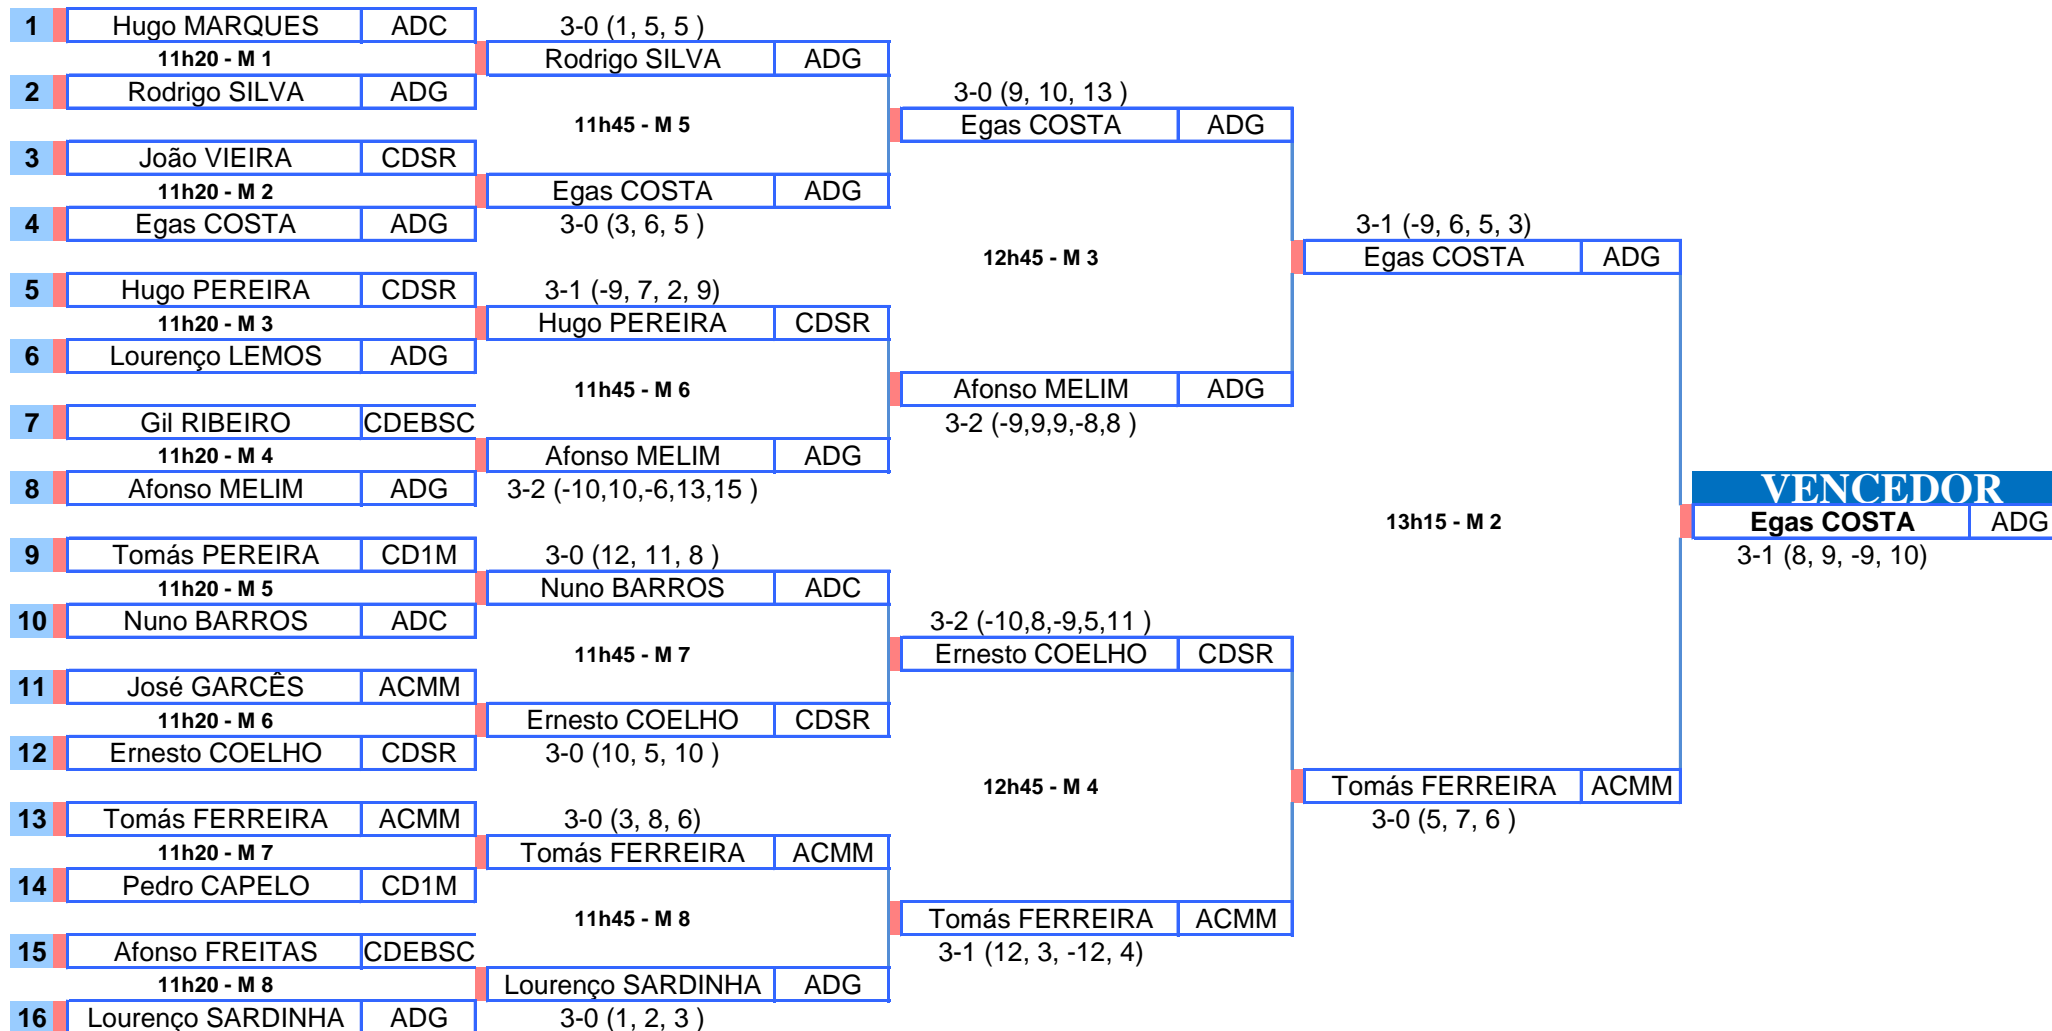 1 Hugo MARQUES ADC 3-0 (1, 5, 5 )
11h20 - M 1 Rodrigo SILVA ADG
2 Rodrigo SILVA ADG 3-0 (9, 10, 13 )
11h45 - M 5 Egas COSTA ADG
3 João VIEIRA CDSR
11h20 - M 2 Egas COSTA ADG
4 Egas COSTA ADG 3-0 (3, 6, 5 ) 3-1 (-9, 6, 5, 3)
12h45 - M 3 Egas COSTA ADG
5 Hugo PEREIRA CDSR 3-1 (-9, 7, 2, 9)
11h20 - M 3 Hugo PEREIRA CDSR
6 Lourenço LEMOS ADG
11h45 - M 6 Afonso MELIM ADG
7 Gil RIBEIRO CDEBSC 3-2 (-9,9,9,-8,8 )
11h20 - M 4 Afonso MELIM ADG
8 Afonso MELIM ADG 3-2 (-10,10,-6,13,15 ) VENCEDOR
13h15 - M 2 Egas COSTA ADG
9 Tomás PEREIRA CD1M 3-0 (12, 11, 8 ) 3-1 (8, 9, -9, 10)
11h20 - M 5 Nuno BARROS ADC
10 Nuno BARROS ADC 3-2 (-10,8,-9,5,11 )
11h45 - M 7 Ernesto COELHO CDSR
11 José GARCÊS ACMM
11h20 - M 6 Ernesto COELHO CDSR
12 Ernesto COELHO CDSR 3-0 (10, 5, 10 )
12h45 - M 4 Tomás FERREIRA ACMM
13 Tomás FERREIRA ACMM 3-0 (3, 8, 6) 3-0 (5, 7, 6 )
11h20 - M 7 Tomás FERREIRA ACMM
14 Pedro CAPELO CD1M
11h45 - M 8 Tomás FERREIRA ACMM
15 Afonso FREITAS CDEBSC 3-1 (12, 3, -12, 4)
11h20 - M 8 Lourenço SARDINHA ADG
16 Lourenço SARDINHA ADG 3-0 (1, 2, 3 )